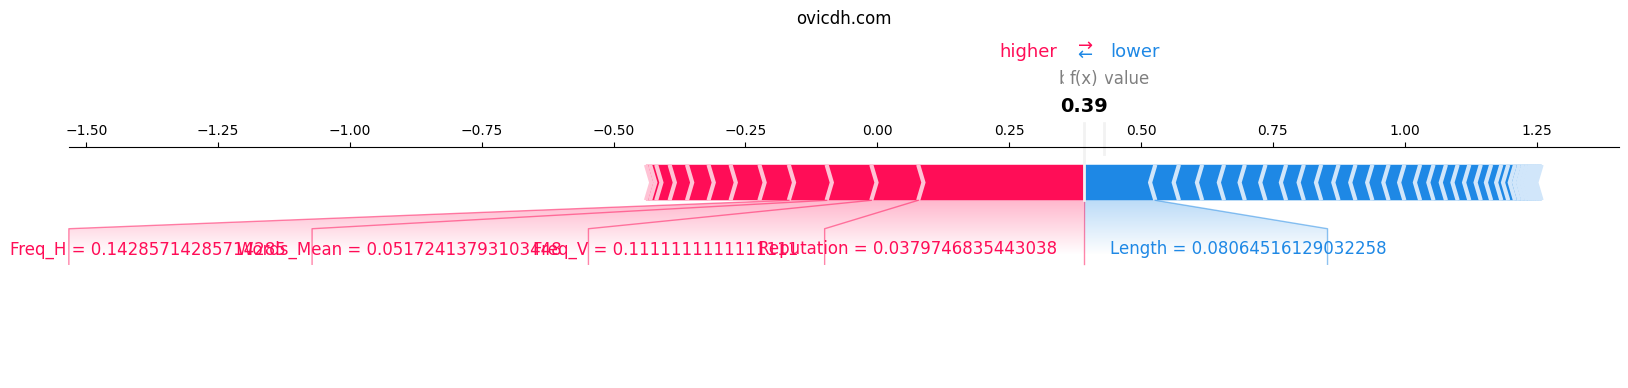 ovicdh.com
higher ⇄ lower
f(x) value
0.39
−1.50 −1.25 −1.00 −0.75 −0.50 −0.25 0.00 0.25 0.50 0.75 1.00 1.25
Freq_H = 0.14285714285714285 Words_Mean = 0.05172413793103448 Freq_V = 0.1111111111111111 Reputation = 0.0379746835443038 Length = 0.08064516129032258